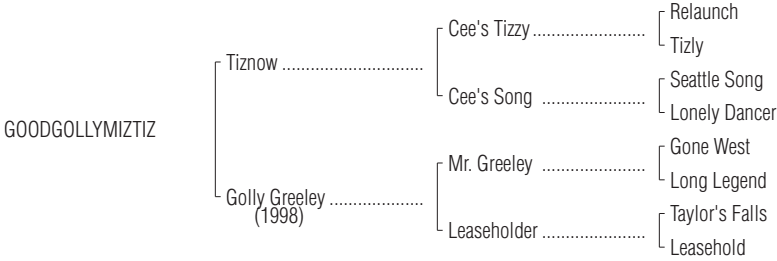 Relaunch
Cee's Tizzy
Tizly
Tiznow
Seattle Song
Cee's Song
Lonely Dancer
GOODGOLLYMIZTIZ
Gone West
Mr. Greeley
Long Legend
Golly Greeley
(1998)
Taylor's Falls
Leaseholder
Leasehold